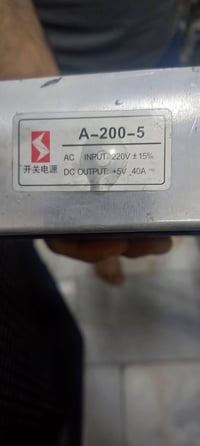 A-200-5
AC INPUT: 220V ± 15%
DC OUTPUT: +5V 40A
开关电源